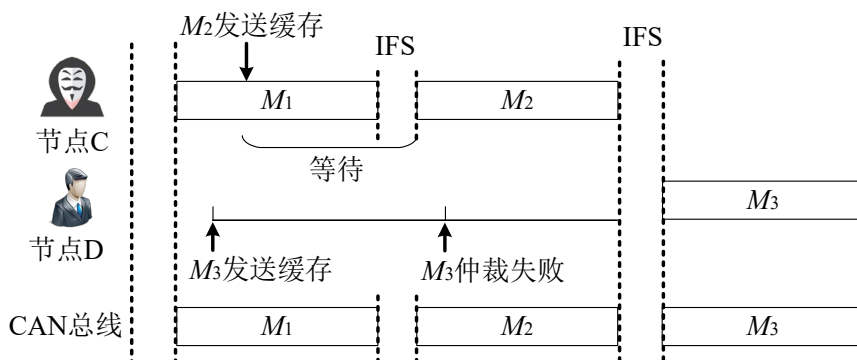 M2发送缓存
IFS
IFS
M1
M2
节点C
等待
M3
节点D
M3发送缓存
M3仲裁失败
CAN总线
M1
M2
M3